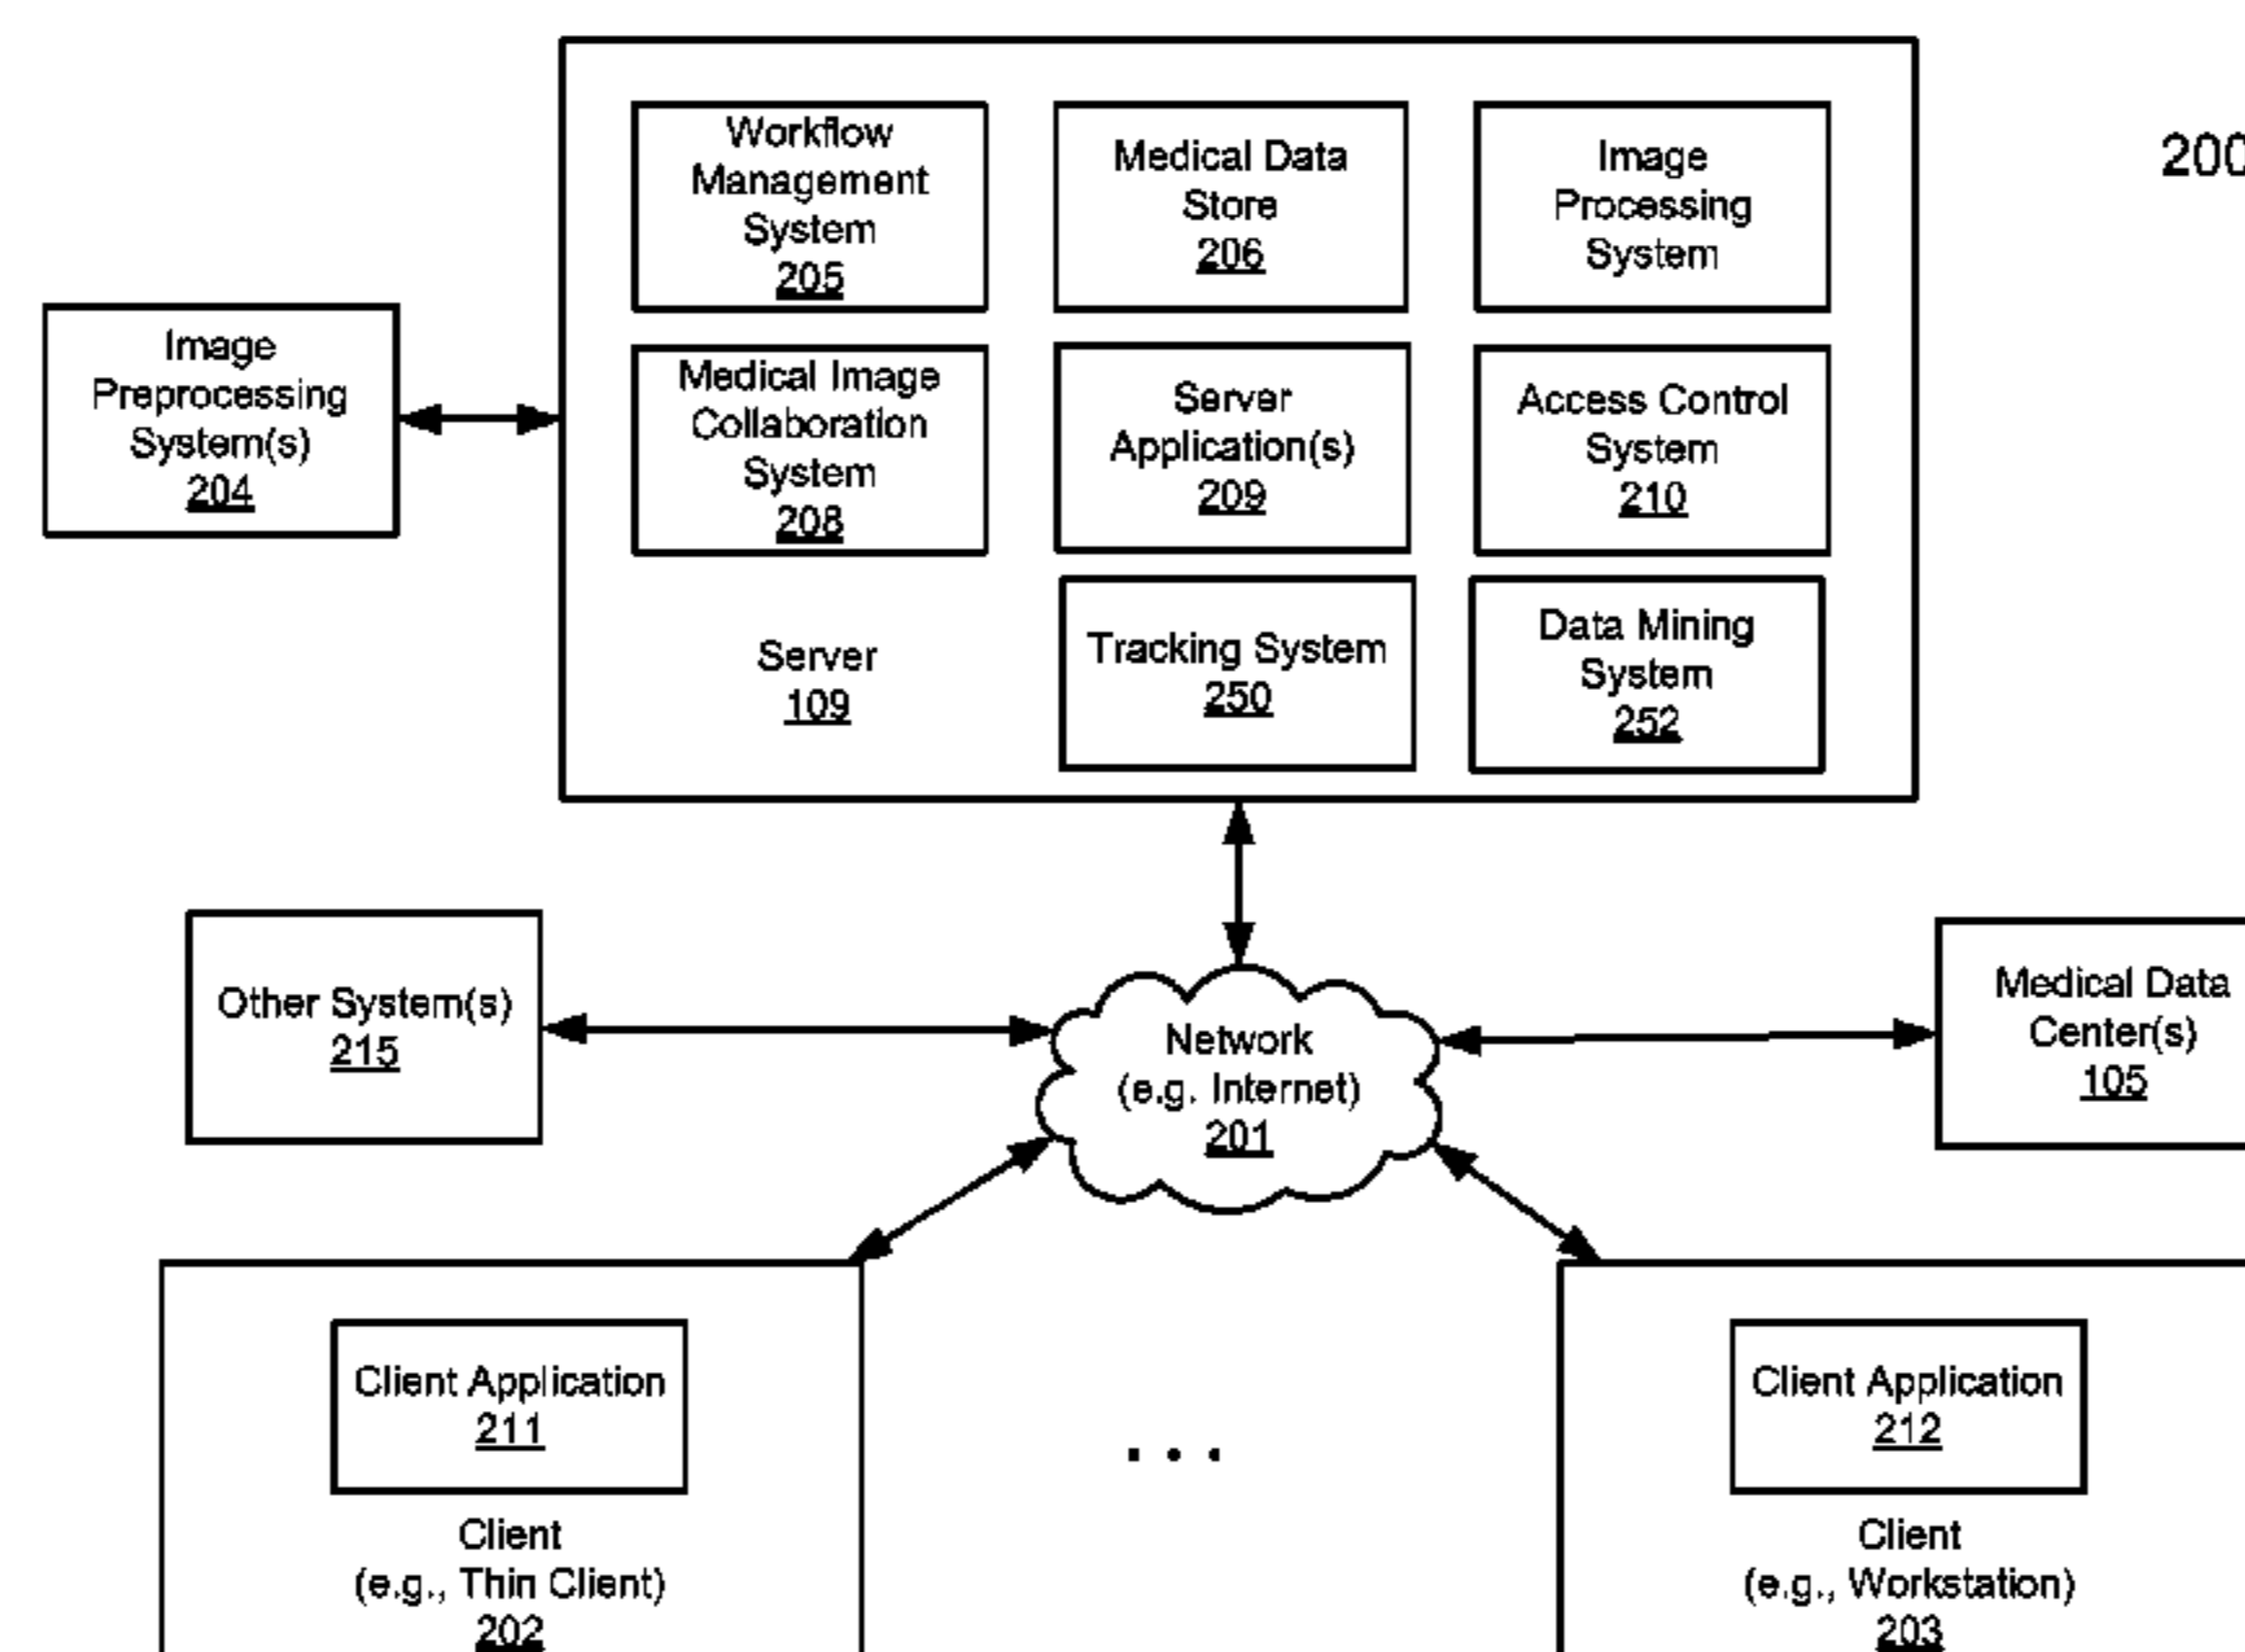 200
Workflow
Management
System
205
Medical Data
Store
206
Image
Processing
System
Image
Preprocessing
System(s)
204
Medical Image
Collaboration
System
208
Server
Application(s)
209
Access Control
System
210
Server
109
Tracking System
250
Data Mining
System
252
Other System(s)
215
Network
(e.g. Internet)
201
Medical Data
Center(s)
105
Client Application
211
Client
(e.g., Thin Client)
202
. . .
Client Application
212
Client
(e.g., Workstation)
203